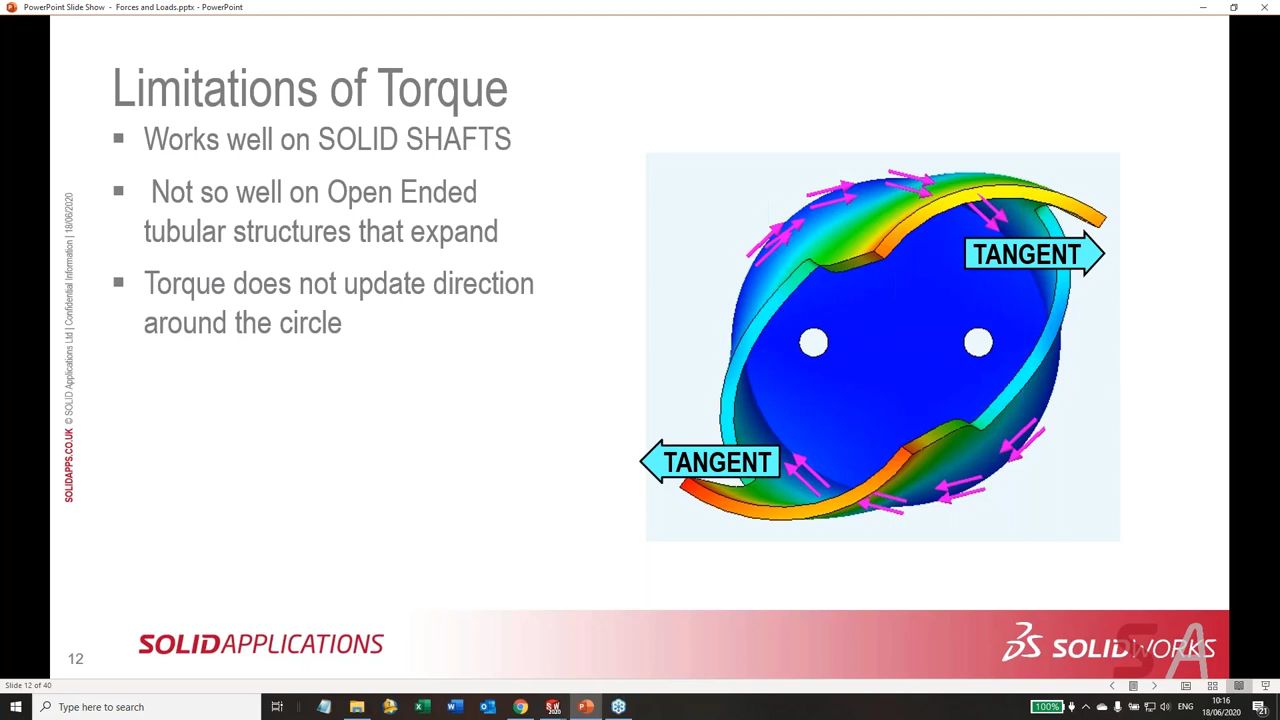 PowerPoint Slide Show - Forces and Loads.pptx - PowerPoint
Limitations of Torque
Works well on SOLID SHAFTS
Not so well on Open Ended
tubular structures that expand
Torque does not update direction
around the circle
TANGENT
TANGENT
SOLIDAPPS.CO.UK © SOLID Applications Ltd | Confidential Information | 18/06/2020
12
SOLIDAPPLICATIONS
SOLIDWORKS
SA
Slide 12 of 40
Type here to search
100%
ENG
10:16
18/06/2020
21